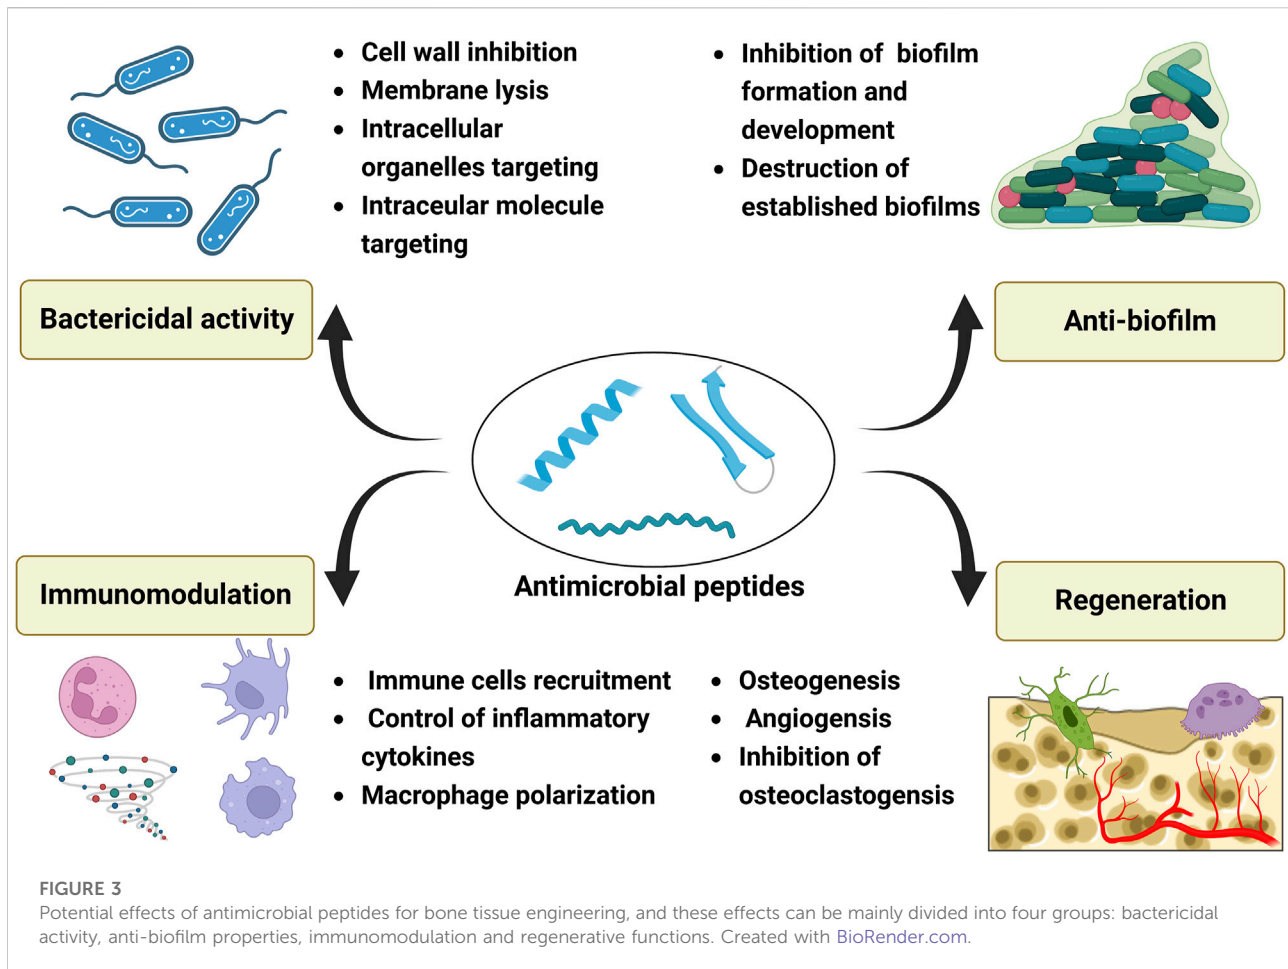 • Cell wall inhibition
• Membrane lysis
• Intracellular
organelles targeting
• Intraceular molecule
targeting
• Inhibition of biofilm
formation and
development
• Destruction of
established biofilms
Bactericidal activity
Anti-biofilm
Antimicrobial peptides
Immunomodulation
Regeneration
• Immune cells recruitment
• Control of inflammatory
cytokines
• Macrophage polarization
• Osteogenesis
• Angiogensis
• Inhibition of
osteoclastogensis
FIGURE 3
Potential effects of antimicrobial peptides for bone tissue engineering, and these effects can be mainly divided into four groups: bactericidal
activity, anti-biofilm properties, immunomodulation and regenerative functions. Created with BioRender.com.